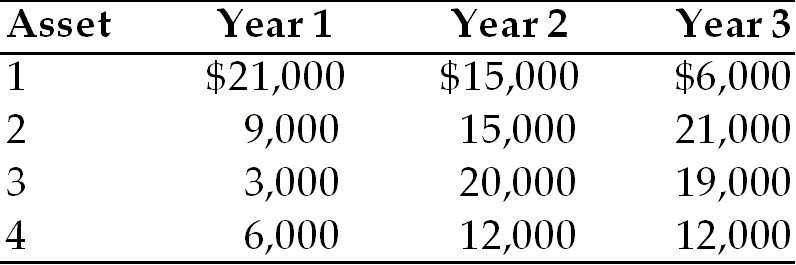 Asset Year 1 Year 2 Year 3
1 $21,000 $15,000 $6,000
2 9,000 15,000 21,000
3 3,000 20,000 19,000
4 6,000 12,000 12,000